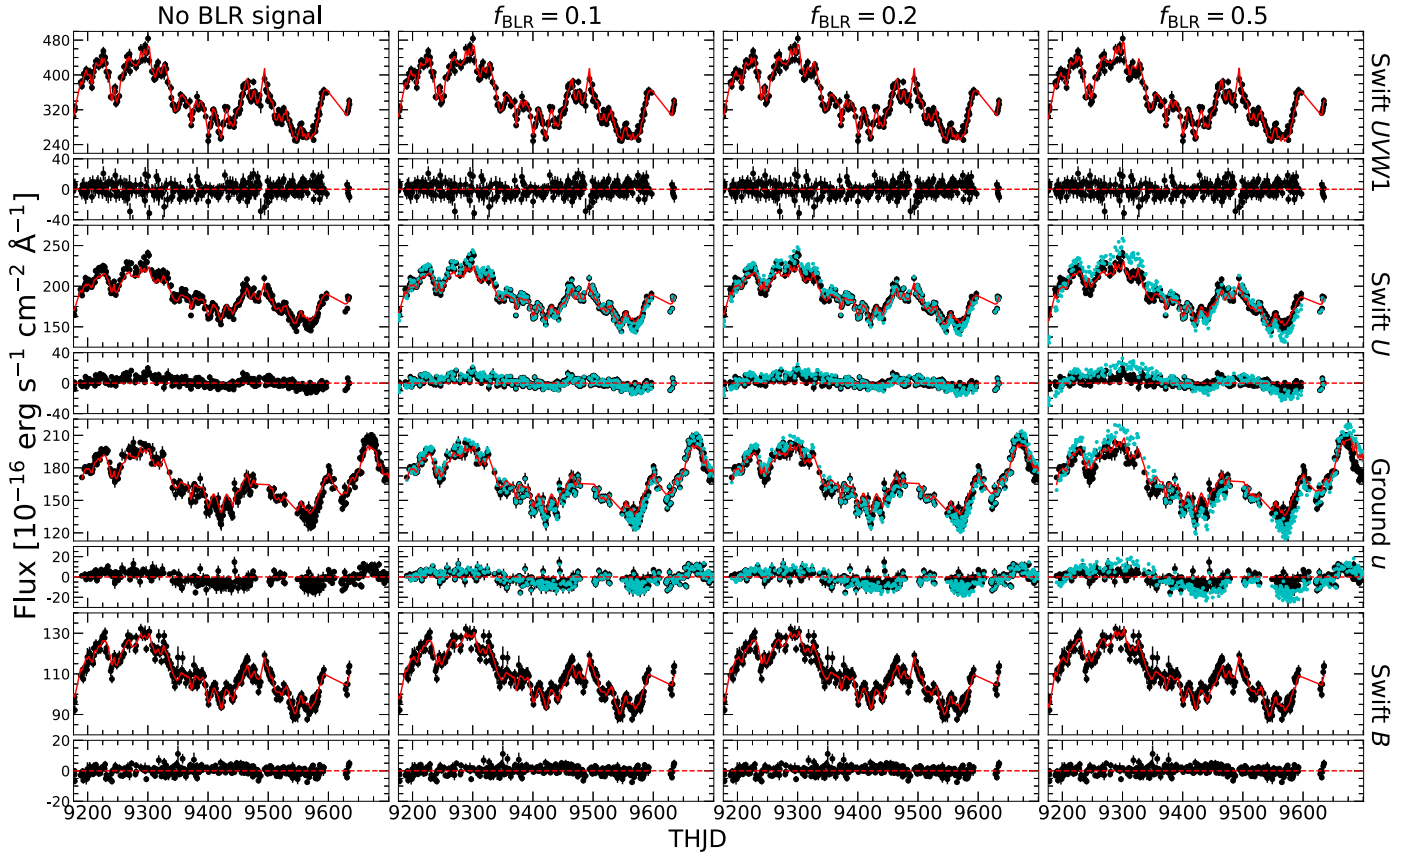 No BLR signal
f_BLR = 0.1
f_BLR = 0.2
f_BLR = 0.5
Flux [10⁻¹⁶ erg s⁻¹ cm⁻² Å⁻¹]
480
400
320
240
Swift UVW1
40
0
-40
250
200
150
Swift U
40
0
-40
210
180
150
120
Ground u
20
0
-20
130
110
90
Swift B
20
0
-20
9200 9300 9400 9500 9600
9200 9300 9400 9500 9600
9200 9300 9400 9500 9600
9200 9300 9400 9500 9600
THJD